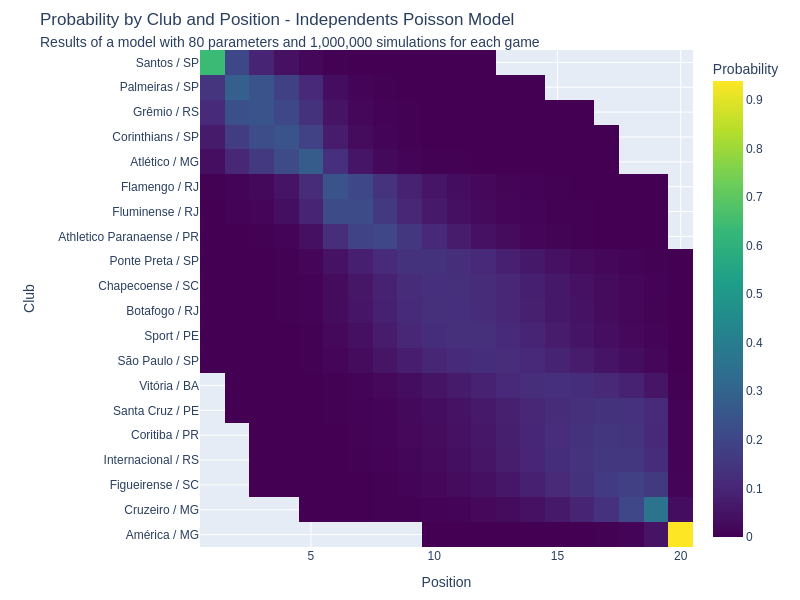 Probability by Club and Position - Independents Poisson Model
Results of a model with 80 parameters and 1,000,000 simulations for each game
Santos / SP
Palmeiras / SP
Grêmio / RS
Corinthians / SP
Atlético / MG
Flamengo / RJ
Fluminense / RJ
Athletico Paranaense / PR
Ponte Preta / SP
Chapecoense / SC
Botafogo / RJ
Sport / PE
São Paulo / SP
Vitória / BA
Santa Cruz / PE
Coritiba / PR
Internacional / RS
Figueirense / SC
Cruzeiro / MG
América / MG
Club
5
10
15
20
Position
Probability
0.9
0.8
0.7
0.6
0.5
0.4
0.3
0.2
0.1
0